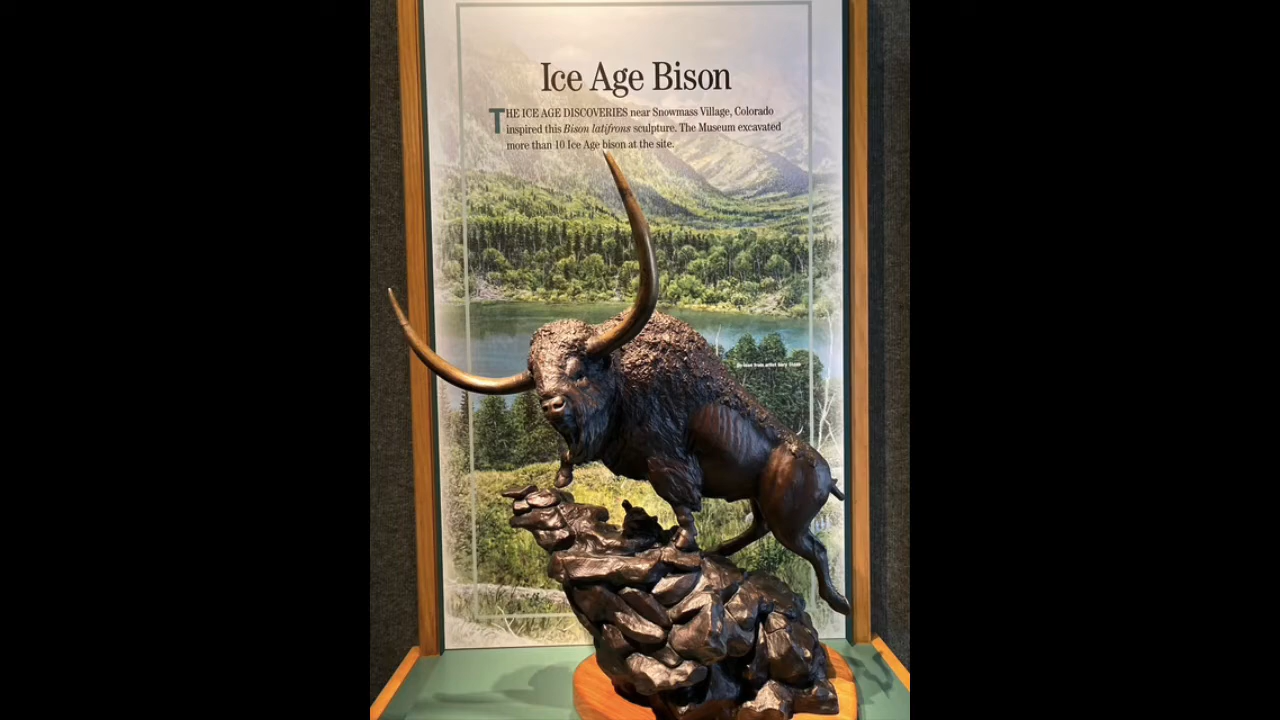 Ice Age Bison
THE ICE AGE DISCOVERIES near Snowmass Village, Colorado
inspired this Bison latifrons sculpture. The Museum excavated
more than 10 Ice Age bison at the site.